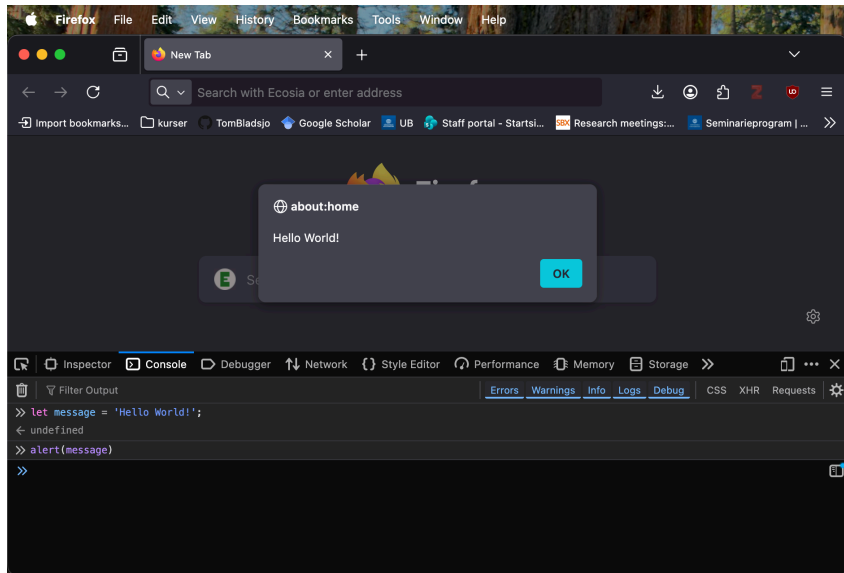 Firefox File Edit View History Bookmarks Tools Window Help
New Tab
Search with Ecosia or enter address
Import bookmarks... kurser TomBladsjo Google Scholar UB Staff portal - Startsi... SBX Research meetings:... Seminarieprogram | ...
about:home
Hello World!
OK
Inspector Console Debugger Network Style Editor Performance Memory Storage
Filter Output Errors Warnings Info Logs Debug CSS XHR Requests
let message = 'Hello World!';
undefined
alert(message)